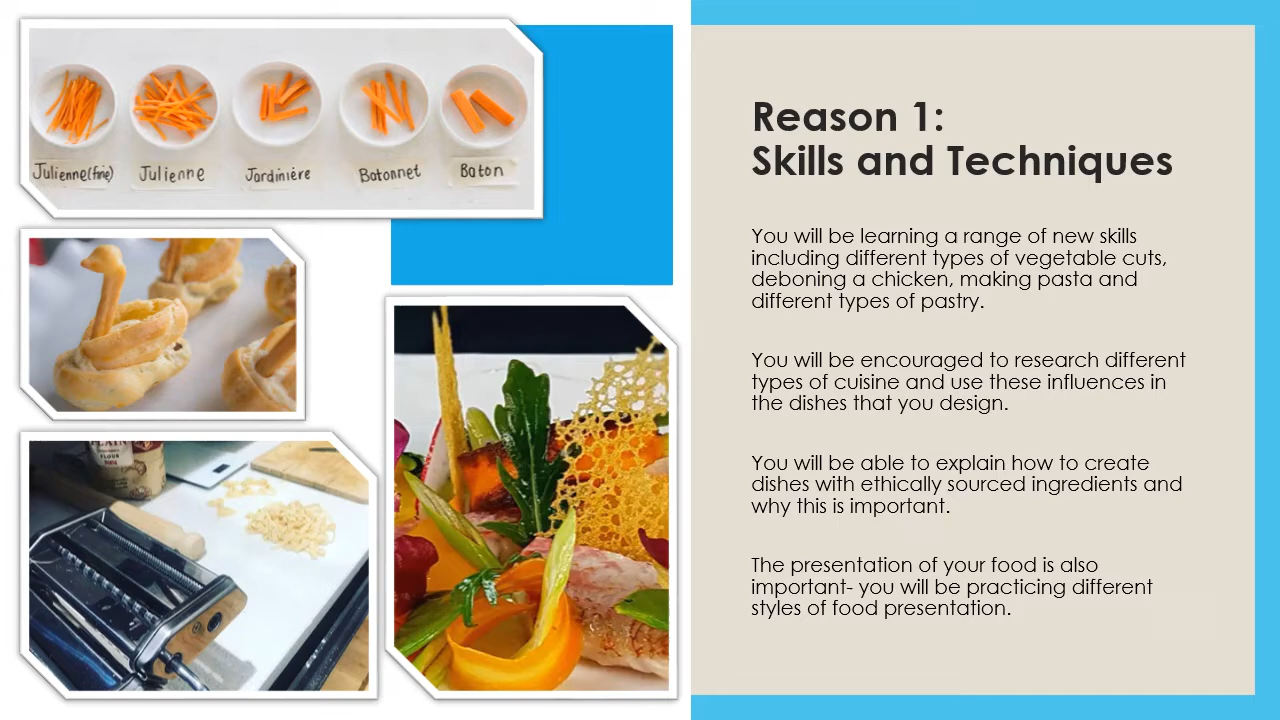 Julienne(fine) Julienne Jardinière Batonnet Baton
PLAIN
FLOUR
Reason 1:
Skills and Techniques
You will be learning a range of new skills
including different types of vegetable cuts,
deboning a chicken, making pasta and
different types of pastry.
You will be encouraged to research different
types of cuisine and use these influences in
the dishes that you design.
You will be able to explain how to create
dishes with ethically sourced ingredients and
why this is important.
The presentation of your food is also
important- you will be practicing different
styles of food presentation.